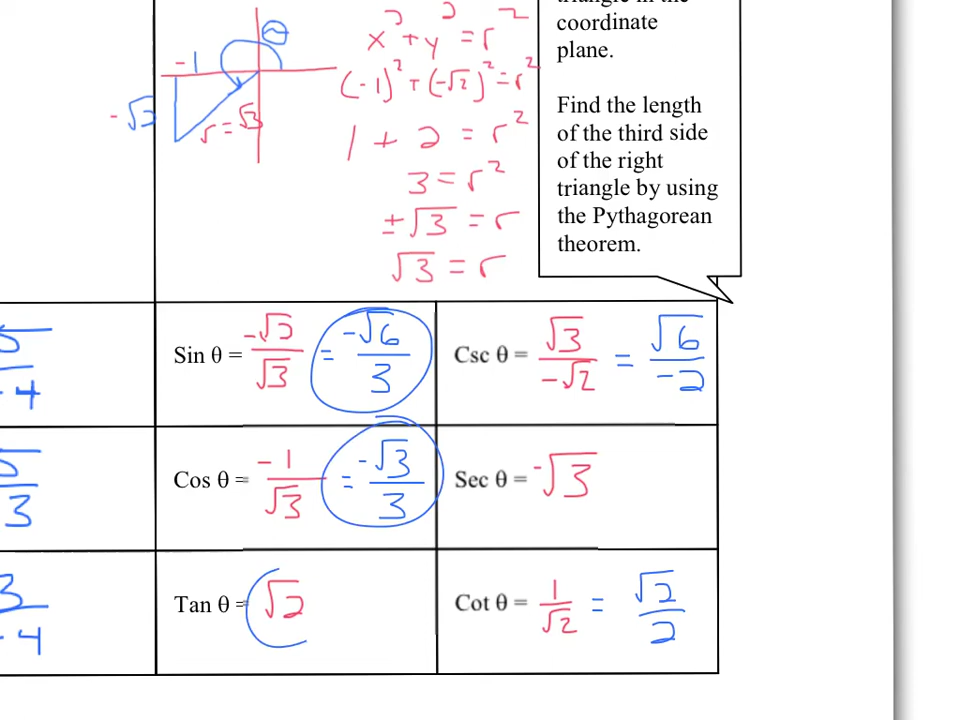 triangle in the
coordinate
plane.
Find the length
of the third side
of the right
triangle by using
the Pythagorean
theorem.
θ
-1
r = √3
x² + y² = r²
(-1)² + (-√2)² = r²
1 + 2 = r²
3 = r²
±√3 = r
√3 = r
-4
Sin θ = -√2/√3 = -√6/3
Csc θ = √3/-√2 = √6/-2
3
Cos θ = -1/√3 = -√3/3
Sec θ = -√3
3/-4
Tan θ = √2
Cot θ = 1/√2 = √2/2